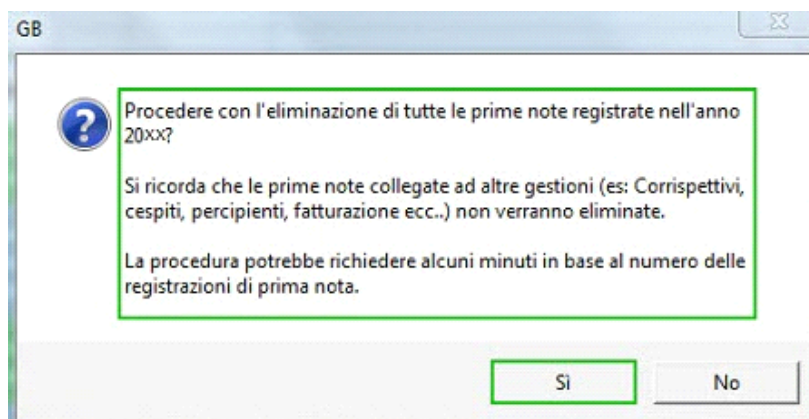 GB
Procedere con l'eliminazione di tutte le prime note registrate nell'anno
20xx?
Si ricorda che le prime note collegate ad altre gestioni (es: Corrispettivi,
cespiti, percipienti, fatturazione ecc..) non verranno eliminate.
La procedura potrebbe richiedere alcuni minuti in base al numero delle
registrazioni di prima nota.
Sì
No